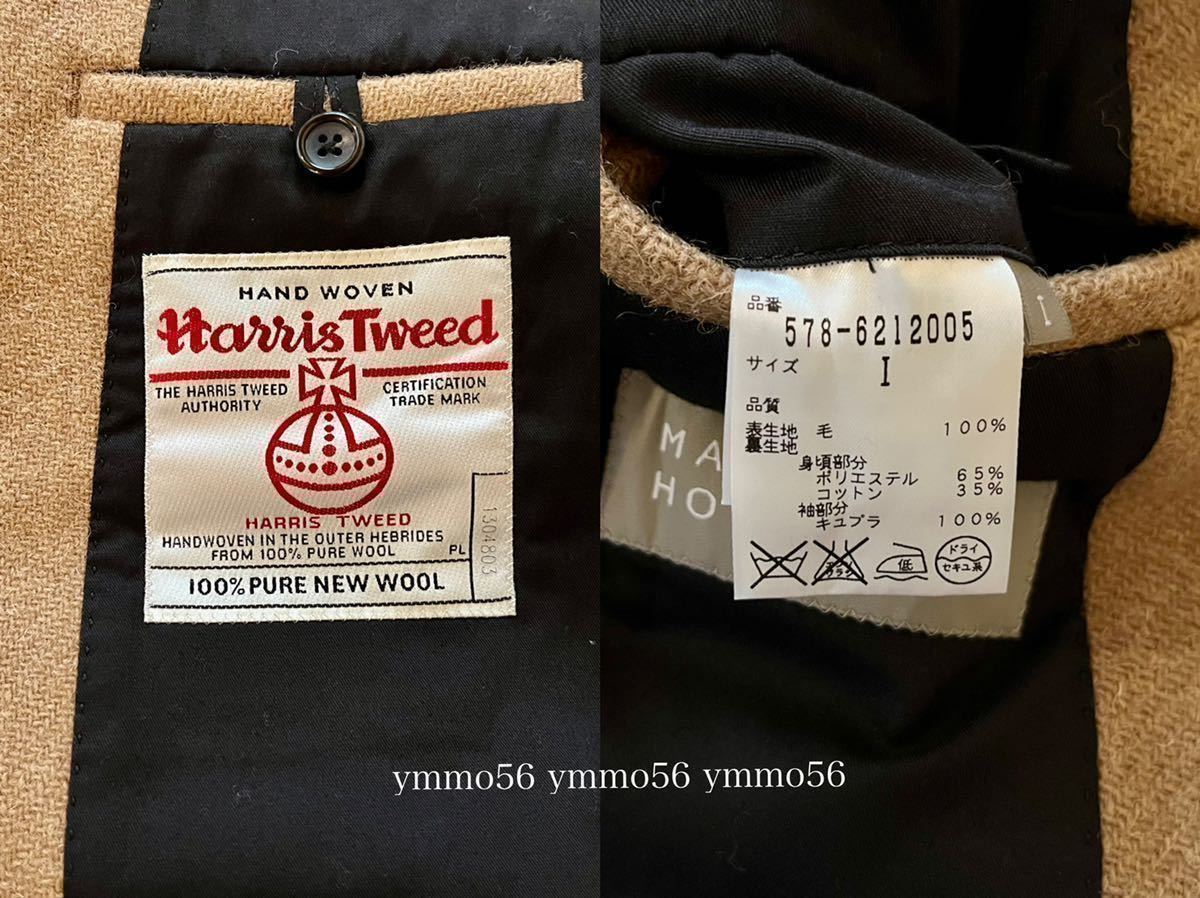 HAND WOVEN
Harris Tweed
THE HARRIS TWEED
AUTHORITY
CERTIFICATION
TRADE MARK
HARRIS TWEED
HANDWOVEN IN THE OUTER HEBRIDES
FROM 100% PURE WOOL
PL
1304803
100% PURE NEW WOOL
品番
578-6212005
サイズ
I
品質
表生地 毛 100%
裏生地
身頃部分
ポリエステル 65%
コットン 35%
袖部分
キュプラ 100%
低
ドライ
セキユ系
I
MA
HO
ymmo56 ymmo56 ymmo56